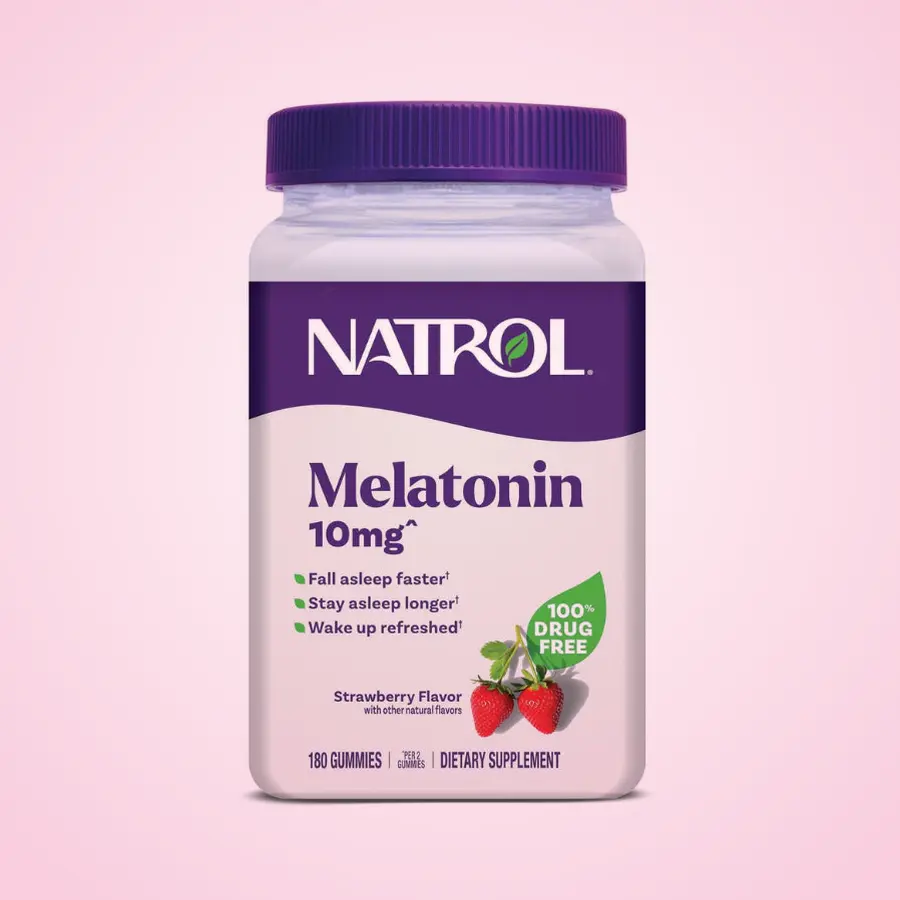 NATROL.
Melatonin
10mg^
Fall asleep faster†
Stay asleep longer†
Wake up refreshed†
100%
DRUG
FREE
Strawberry Flavor
with other natural flavors
180 GUMMIES | ^PER 2 GUMMIES | DIETARY SUPPLEMENT